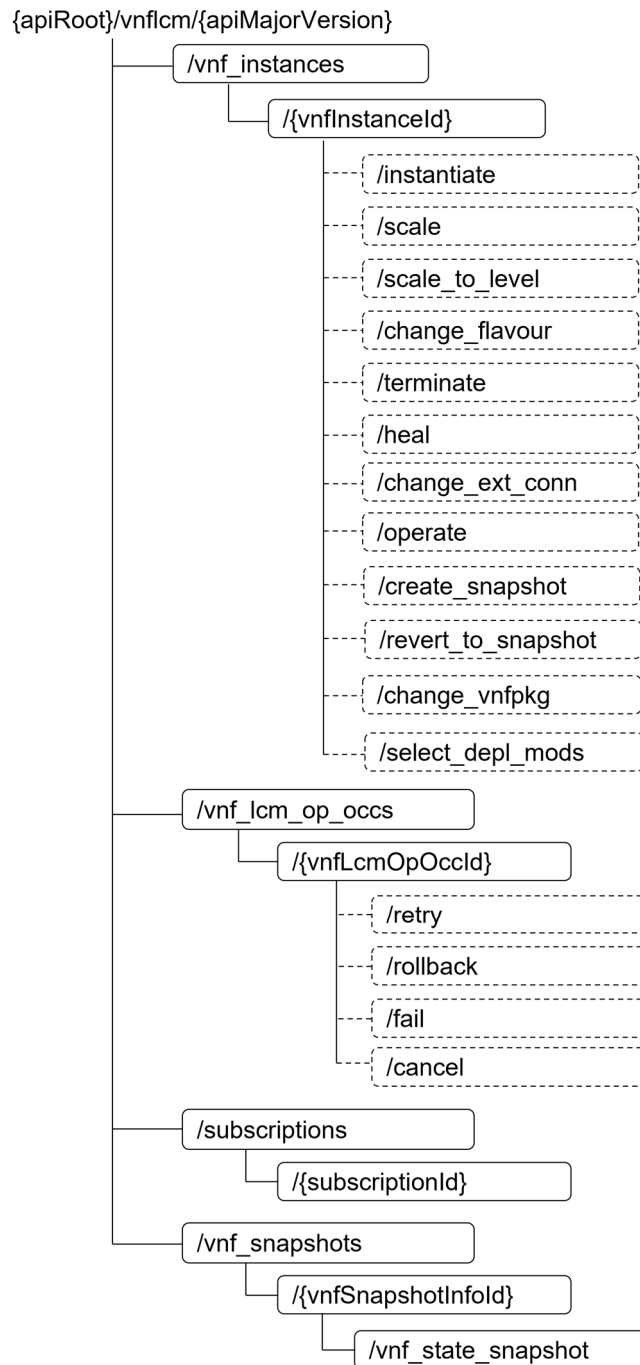 {apiRoot}/vnflcm/{apiMajorVersion}
/vnf_instances
/{vnfInstanceId}
/instantiate
/scale
/scale_to_level
/change_flavour
/terminate
/heal
/change_ext_conn
/operate
/create_snapshot
/revert_to_snapshot
/change_vnfpkg
/select_depl_mods
/vnf_lcm_op_occs
/{vnfLcmOpOccId}
/retry
/rollback
/fail
/cancel
/subscriptions
/{subscriptionId}
/vnf_snapshots
/{vnfSnapshotInfoId}
/vnf_state_snapshot